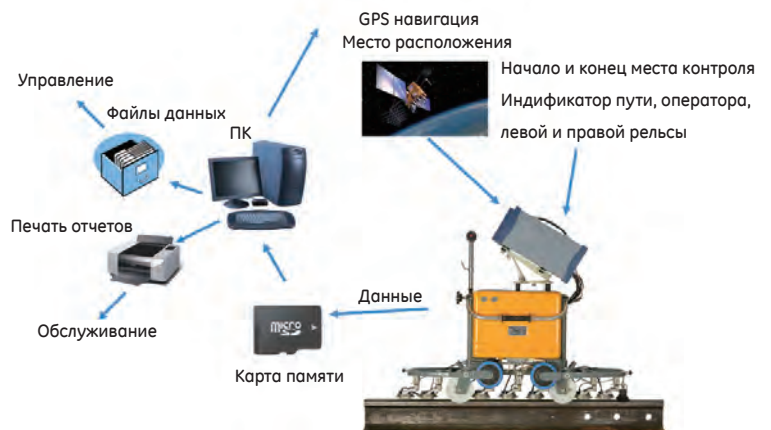 GPS навигация
Место расположения
Начало и конец места контроля
Индификатор пути, оператора,
левой и правой рельсы
Управление
Файлы данных
ПК
Печать отчетов
Обслуживание
Данные
Micro
SD
Карта памяти